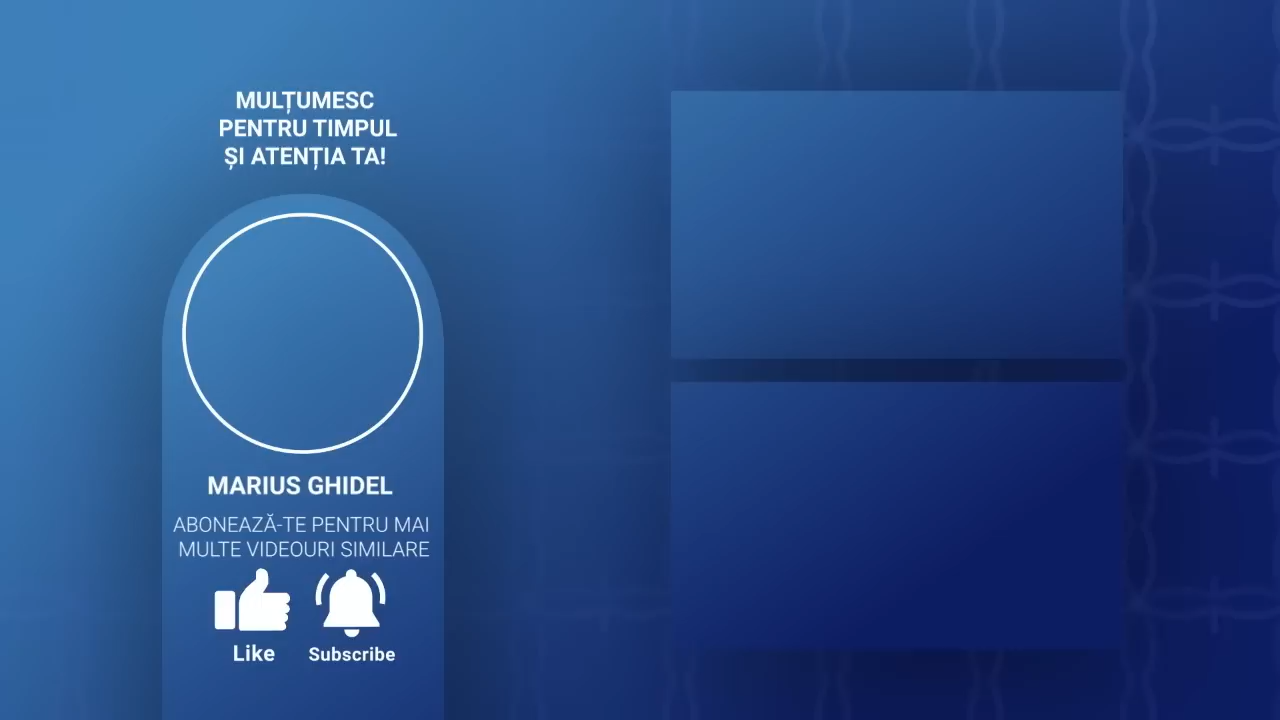 MULȚUMESC
PENTRU TIMPUL
ȘI ATENȚIA TA!
MARIUS GHIDEL
ABONEAZĂ-TE PENTRU MAI
MULTE VIDEOURI SIMILARE
Like
Subscribe